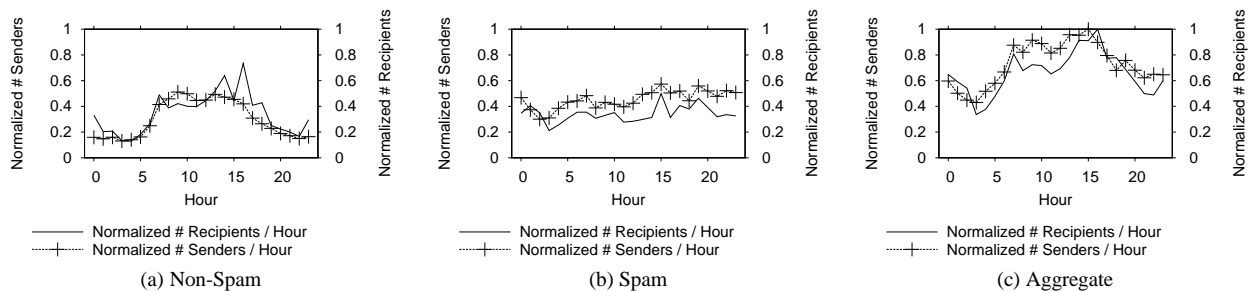 Normalized # Senders
1
0.8
0.6
0.4
0.2
0
0 5 10 15 20
Hour
1
0.8
0.6
0.4
0.2
0
Normalized # Recipients
Normalized # Recipients / Hour
Normalized # Senders / Hour
(a) Non-Spam
Normalized # Senders
1
0.8
0.6
0.4
0.2
0
0 5 10 15 20
Hour
1
0.8
0.6
0.4
0.2
0
Normalized # Recipients
Normalized # Recipients / Hour
Normalized # Senders / Hour
(b) Spam
Normalized # Senders
1
0.8
0.6
0.4
0.2
0
0 5 10 15 20
Hour
1
0.8
0.6
0.4
0.2
0
Normalized # Recipients
Normalized # Recipients / Hour
Normalized # Senders / Hour
(c) Aggregate